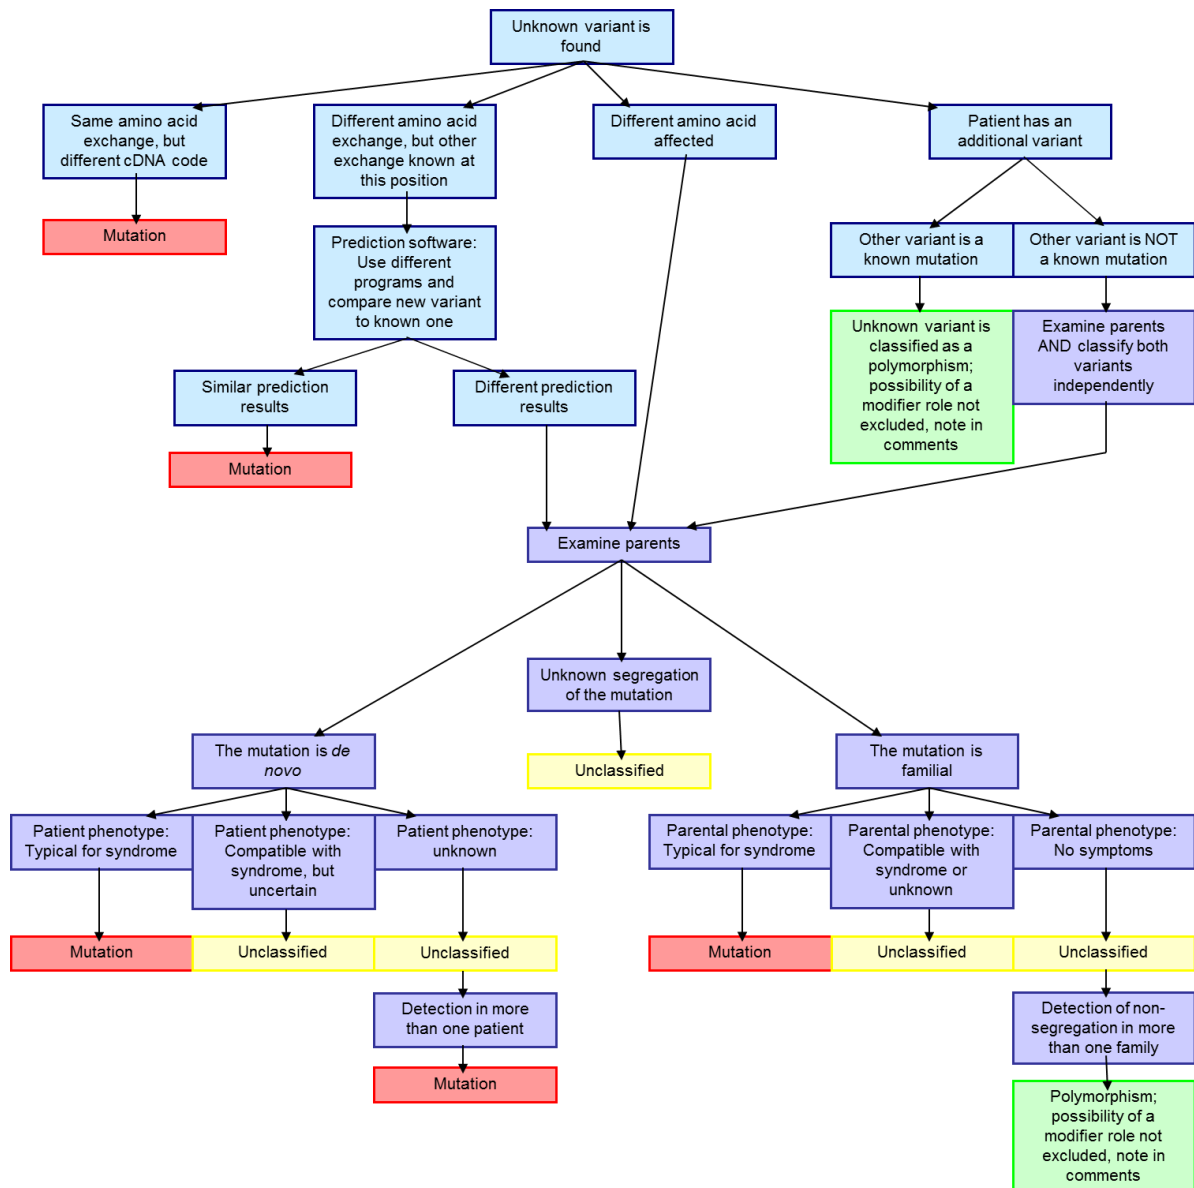 Unknown variant is
found
Same amino acid
exchange, but
different cDNA code
Different amino acid
exchange, but other
exchange known at
this position
Different amino acid
affected
Patient has an
additional variant
Mutation
Prediction software:
Use different
programs and
compare new variant
to known one
Other variant is a
known mutation
Other variant is NOT
a known mutation
Unknown variant is
classified as a
polymorphism;
possibility of a
modifier role not
excluded, note in
comments
Examine parents
AND classify both
variants
independently
Similar prediction
results
Different prediction
results
Mutation
Examine parents
Unknown segregation
of the mutation
Unclassified
The mutation is de
novo
The mutation is
familial
Patient phenotype:
Typical for syndrome
Patient phenotype:
Compatible with
syndrome, but
uncertain
Patient phenotype:
unknown
Parental phenotype:
Typical for syndrome
Parental phenotype:
Compatible with
syndrome or
unknown
Parental phenotype:
No symptoms
Mutation
Unclassified
Unclassified
Mutation
Unclassified
Unclassified
Detection in more
than one patient
Detection of non-
segregation in more
than one family
Mutation
Polymorphism;
possibility of a
modifier role not
excluded, note in
comments